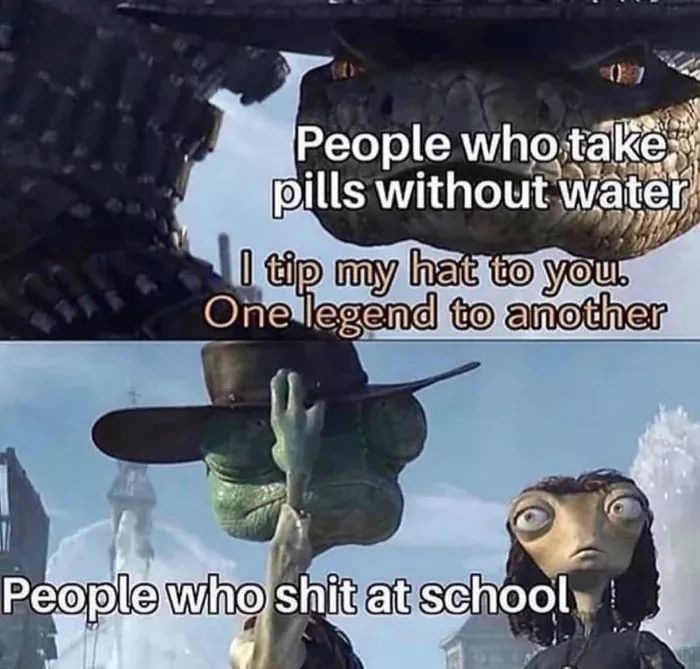 People who take
pills without water
I tip my hat to you.
One legend to another
People who shit at school